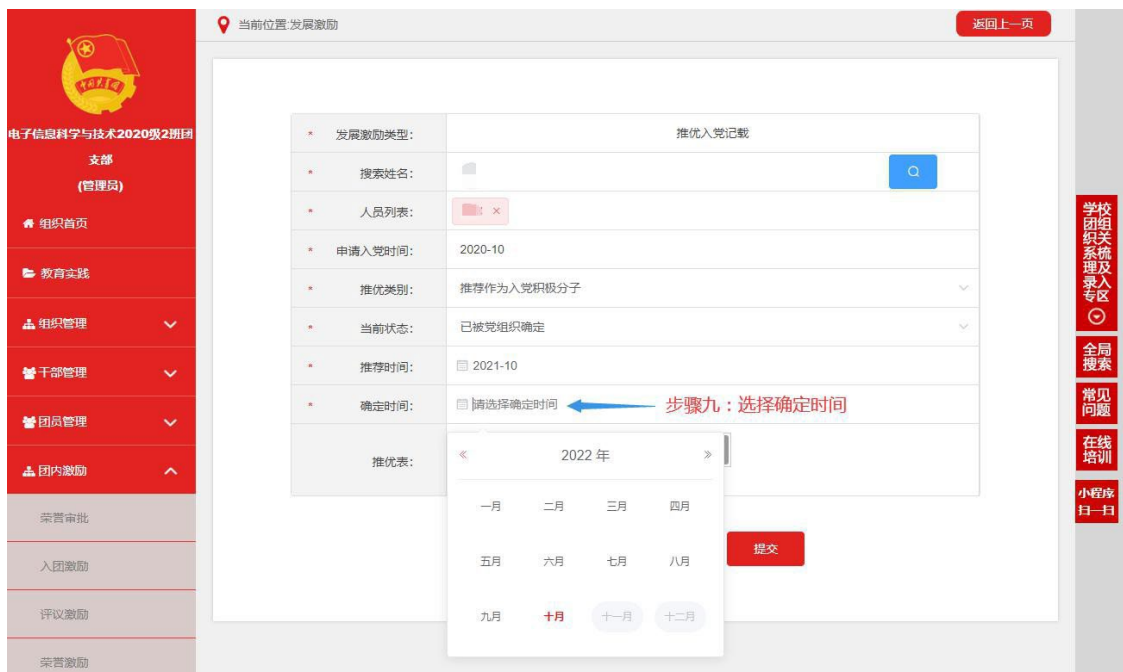 当前位置:发展激励
返回上一页
电子信息科学与技术2020级2班团
支部
(管理员)
组织首页
教育实践
组织管理
干部管理
团员管理
团内激励
荣誉审批
入团激励
评议激励
荣誉激励
* 发展激励类型: 推优入党记载
* 搜索姓名:
* 人员列表: ×
* 申请入党时间: 2020-10
* 推优类别: 推荐作为入党积极分子
* 当前状态: 已被党组织确定
* 推荐时间: 2021-10
* 确定时间: 请选择确定时间 步骤九：选择确定时间
推优表:
« 2022 年 »
一月 二月 三月 四月
五月 六月 七月 八月
九月 十月 十一月 十二月
提交
学校团组织关系梳理及录入专区
全局
搜索
常见
问题
在线
培训
小程序
扫一扫